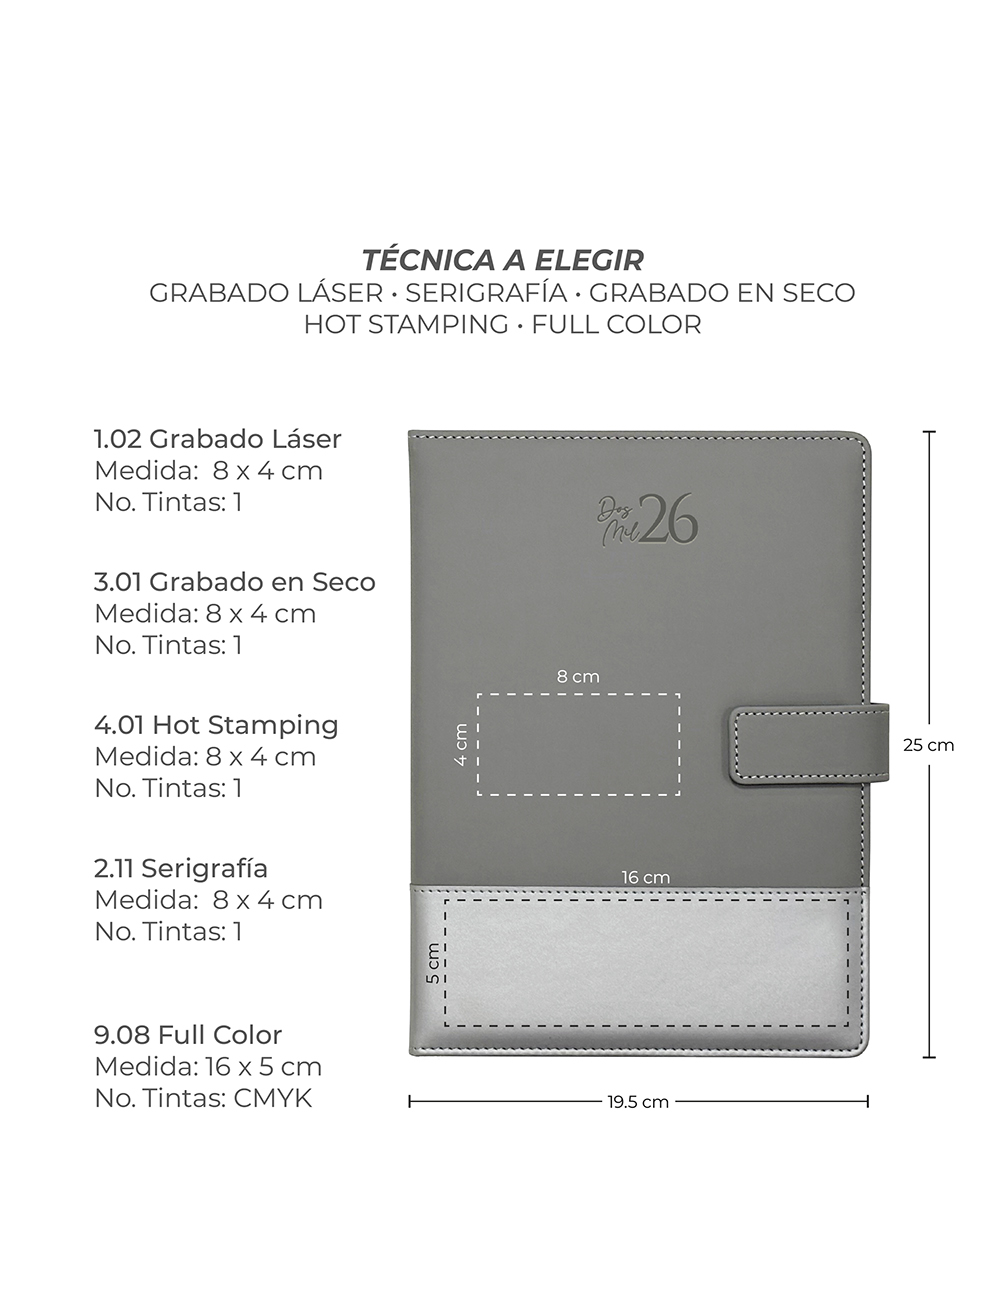 TÉCNICA A ELEGIR
GRABADO LÁSER • SERIGRAFÍA • GRABADO EN SECO
HOT STAMPING • FULL COLOR
1.02 Grabado Láser
Medida:  8 x 4 cm
No. Tintas: 1
3.01 Grabado en Seco
Medida: 8 x 4 cm
No. Tintas: 1
4.01 Hot Stamping
Medida: 8 x 4 cm
No. Tintas: 1
2.11 Serigrafía
Medida:  8 x 4 cm
No. Tintas: 1
9.08 Full Color
Medida: 16 x 5 cm
No. Tintas: CMYK
Dos
Mil 26
8 cm
4 cm
25 cm
16 cm
5 cm
19.5 cm